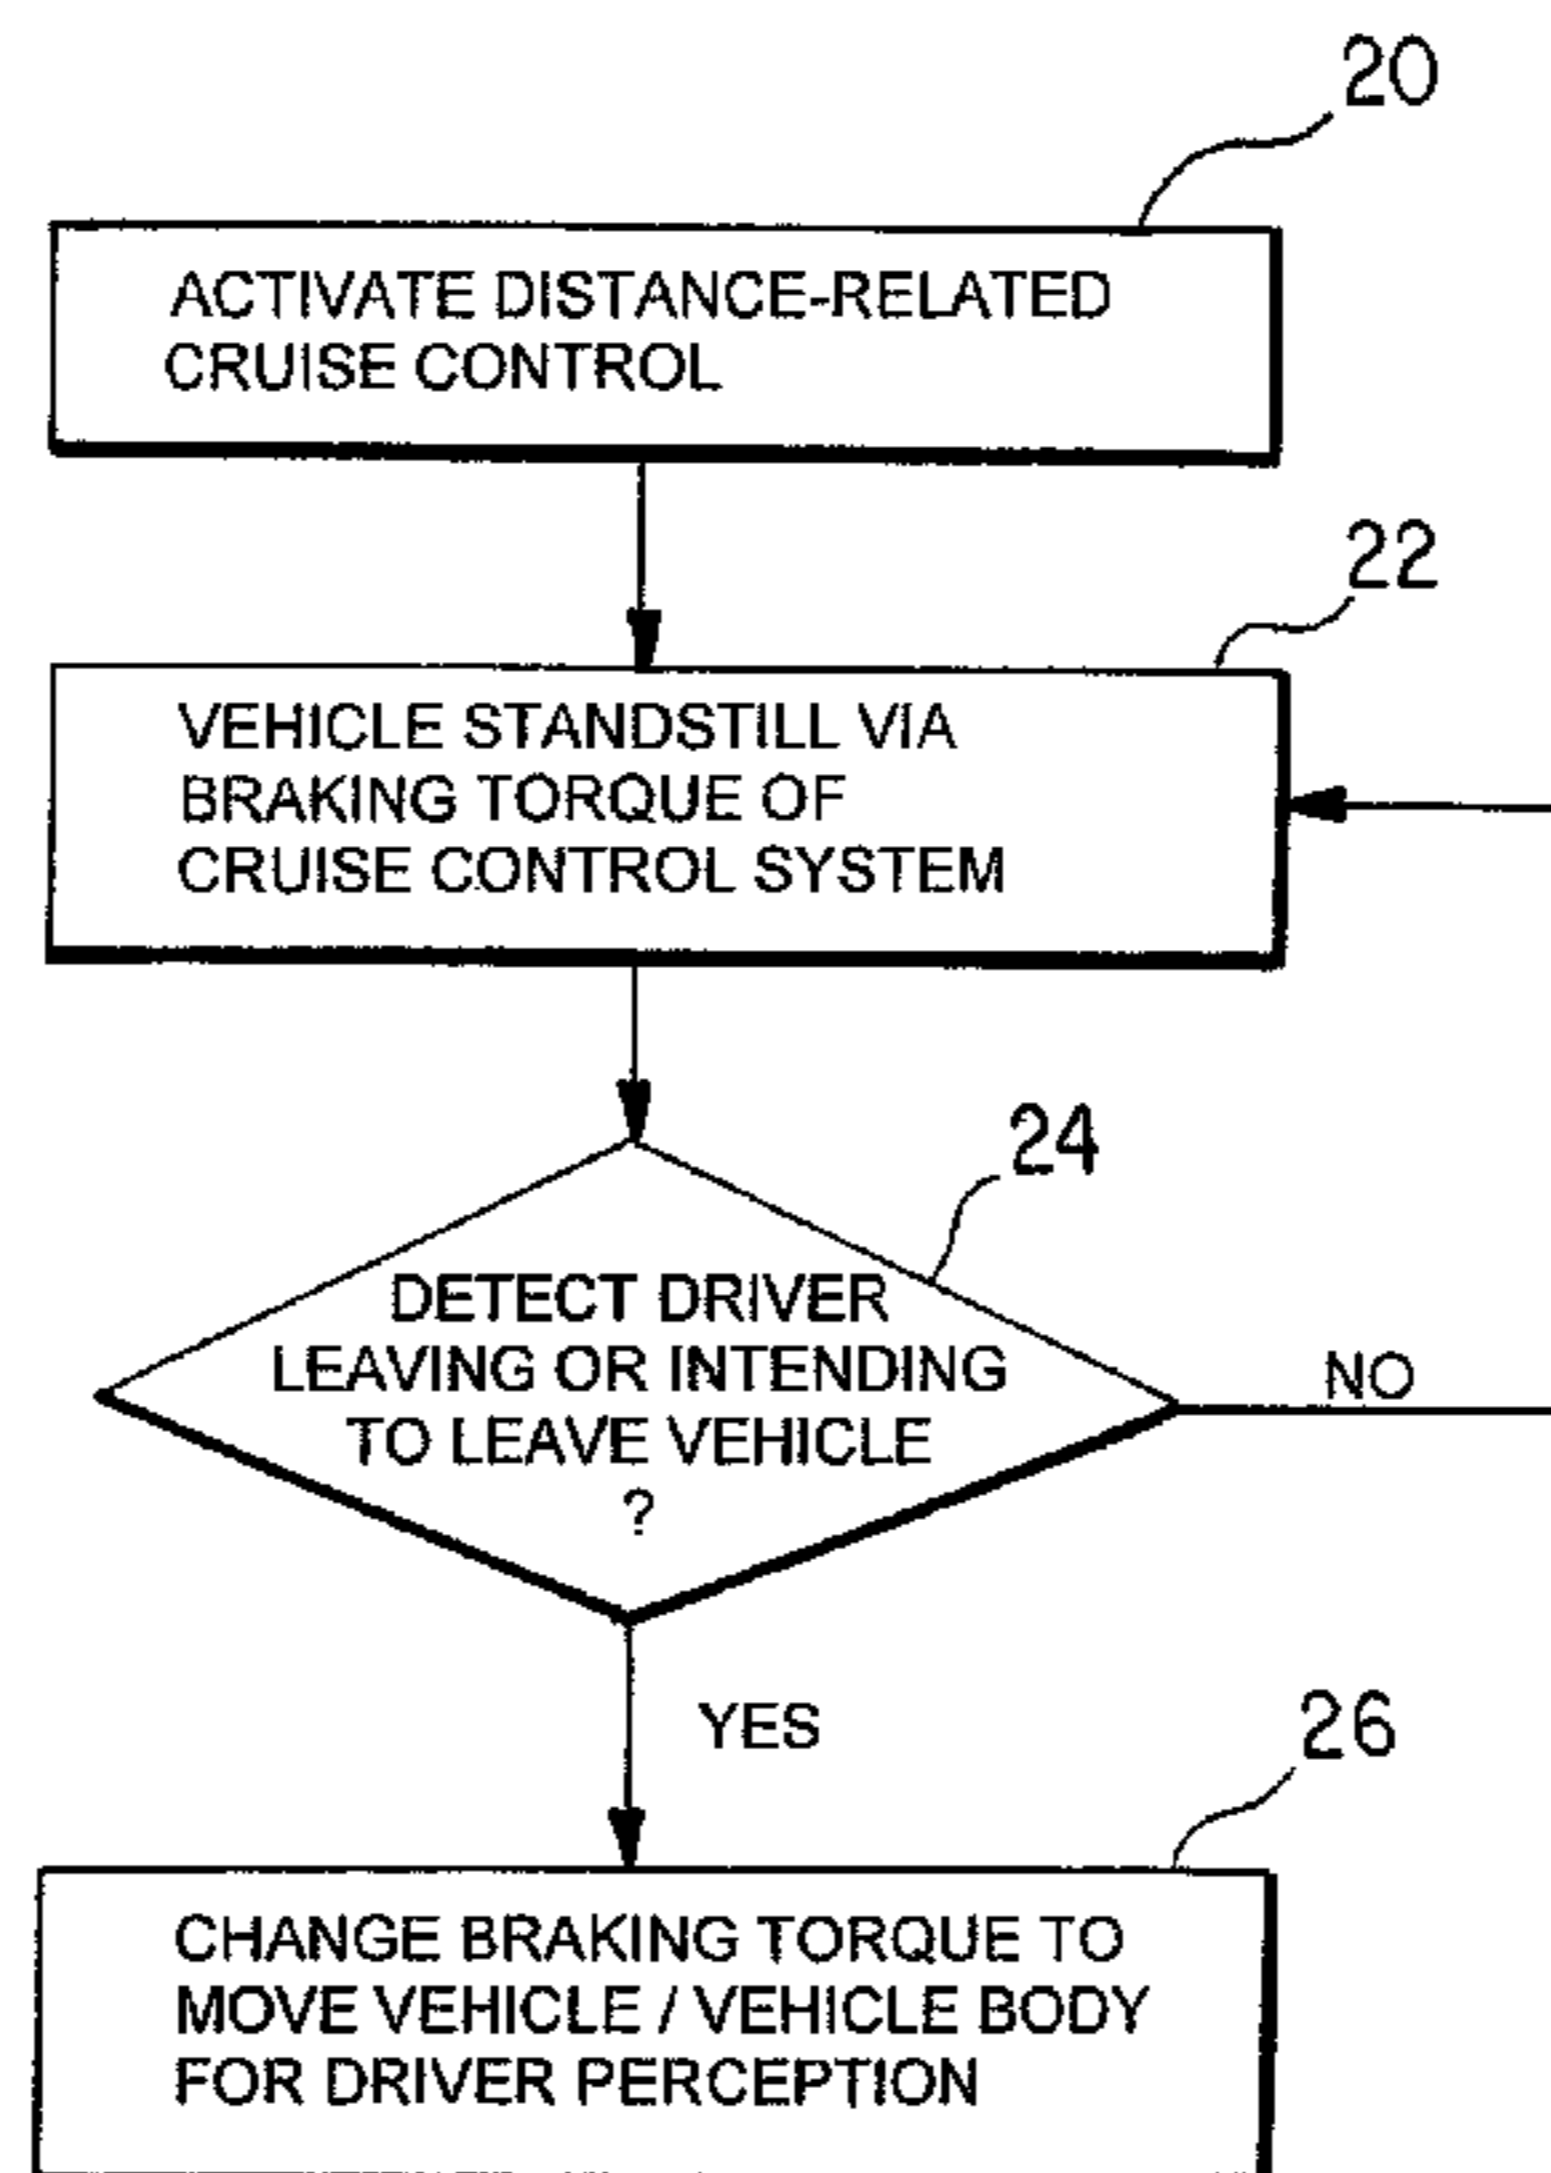 20
ACTIVATE DISTANCE-RELATED
CRUISE CONTROL
22
VEHICLE STANDSTILL VIA
BRAKING TORQUE OF
CRUISE CONTROL SYSTEM
24
DETECT DRIVER
LEAVING OR INTENDING
TO LEAVE VEHICLE
?
NO
YES
26
CHANGE BRAKING TORQUE TO
MOVE VEHICLE / VEHICLE BODY
FOR DRIVER PERCEPTION